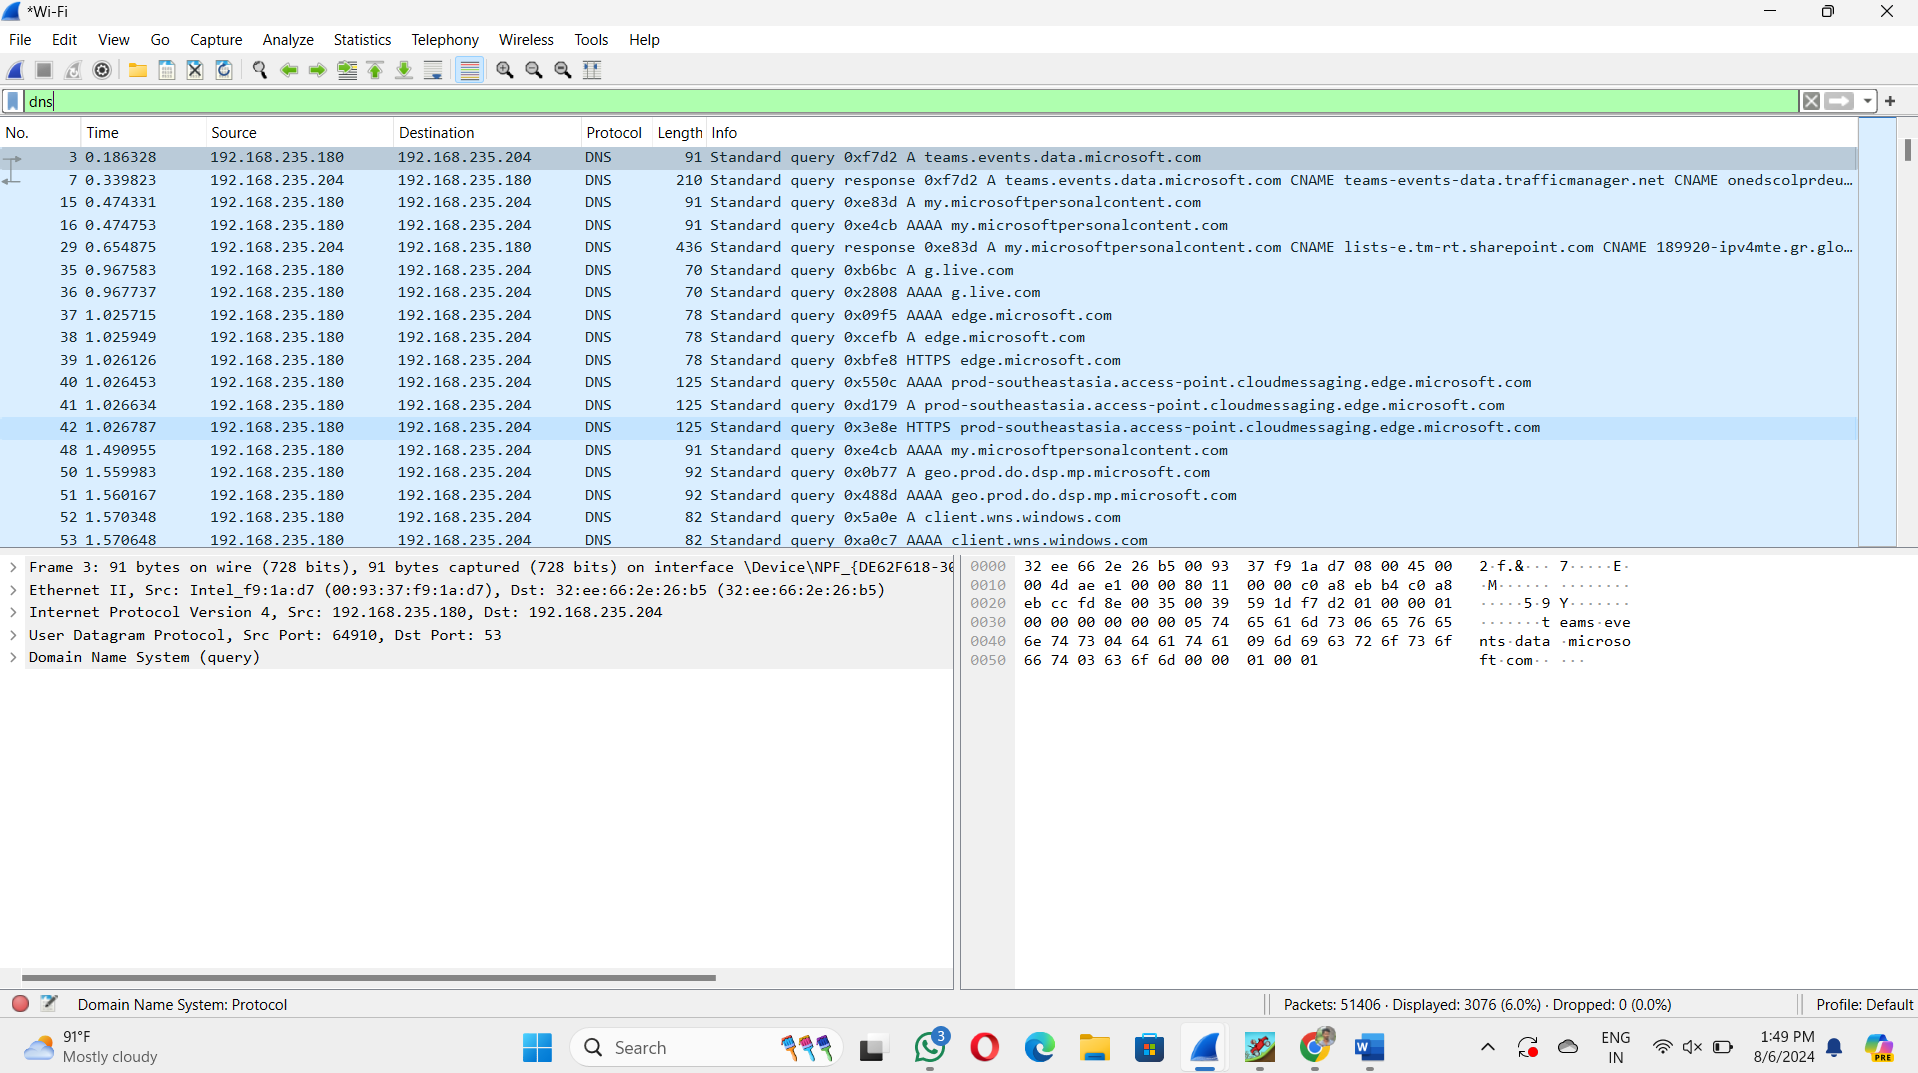 *Wi-Fi
File Edit View Go Capture Analyze Statistics Telephony Wireless Tools Help
dns
No. Time Source Destination Protocol Length Info
3 0.186328 192.168.235.180 192.168.235.204 DNS 91 Standard query 0xf7d2 A teams.events.data.microsoft.com
7 0.339823 192.168.235.204 192.168.235.180 DNS 210 Standard query response 0xf7d2 A teams.events.data.microsoft.com CNAME teams-events-data.trafficmanager.net CNAME onedscolprdeu…
15 0.474331 192.168.235.180 192.168.235.204 DNS 91 Standard query 0xe83d A my.microsoftpersonalcontent.com
16 0.474753 192.168.235.180 192.168.235.204 DNS 91 Standard query 0xe4cb AAAA my.microsoftpersonalcontent.com
29 0.654875 192.168.235.204 192.168.235.180 DNS 436 Standard query response 0xe83d A my.microsoftpersonalcontent.com CNAME lists-e.tm-rt.sharepoint.com CNAME 189920-ipv4mte.gr.glo…
35 0.967583 192.168.235.180 192.168.235.204 DNS 70 Standard query 0xb6bc A g.live.com
36 0.967737 192.168.235.180 192.168.235.204 DNS 70 Standard query 0x2808 AAAA g.live.com
37 1.025715 192.168.235.180 192.168.235.204 DNS 78 Standard query 0x09f5 AAAA edge.microsoft.com
38 1.025949 192.168.235.180 192.168.235.204 DNS 78 Standard query 0xcefb A edge.microsoft.com
39 1.026126 192.168.235.180 192.168.235.204 DNS 78 Standard query 0xbfe8 HTTPS edge.microsoft.com
40 1.026453 192.168.235.180 192.168.235.204 DNS 125 Standard query 0x550c AAAA prod-southeastasia.access-point.cloudmessaging.edge.microsoft.com
41 1.026634 192.168.235.180 192.168.235.204 DNS 125 Standard query 0xd179 A prod-southeastasia.access-point.cloudmessaging.edge.microsoft.com
42 1.026787 192.168.235.180 192.168.235.204 DNS 125 Standard query 0x3e8e HTTPS prod-southeastasia.access-point.cloudmessaging.edge.microsoft.com
48 1.490955 192.168.235.180 192.168.235.204 DNS 91 Standard query 0xe4cb AAAA my.microsoftpersonalcontent.com
50 1.559983 192.168.235.180 192.168.235.204 DNS 92 Standard query 0x0b77 A geo.prod.do.dsp.mp.microsoft.com
51 1.560167 192.168.235.180 192.168.235.204 DNS 92 Standard query 0x488d AAAA geo.prod.do.dsp.mp.microsoft.com
52 1.570348 192.168.235.180 192.168.235.204 DNS 82 Standard query 0x5a0e A client.wns.windows.com
53 1.570648 192.168.235.180 192.168.235.204 DNS 82 Standard query 0xa0c7 AAAA client.wns.windows.com
Frame 3: 91 bytes on wire (728 bits), 91 bytes captured (728 bits) on interface \Device\NPF_{DE62F618-30
Ethernet II, Src: Intel_f9:1a:d7 (00:93:37:f9:1a:d7), Dst: 32:ee:66:2e:26:b5 (32:ee:66:2e:26:b5)
Internet Protocol Version 4, Src: 192.168.235.180, Dst: 192.168.235.204
User Datagram Protocol, Src Port: 64910, Dst Port: 53
Domain Name System (query)
0000 32 ee 66 2e 26 b5 00 93 37 f9 1a d7 08 00 45 00 2·f.&··· 7·····E·
0010 00 4d ae e1 00 00 80 11 00 00 c0 a8 eb b4 c0 a8 ·M······ ········
0020 eb cc fd 8e 00 35 00 39 59 1d f7 d2 01 00 00 01 ·····5·9 Y·······
0030 00 00 00 00 00 00 05 74 65 61 6d 73 06 65 76 65 ·······t eams·eve
0040 6e 74 73 04 64 61 74 61 09 6d 69 63 72 6f 73 6f nts·data ·microso
0050 66 74 03 63 6f 6d 00 00 01 00 01 ft·com·· ···
Domain Name System: Protocol
Packets: 51406 · Displayed: 3076 (6.0%) · Dropped: 0 (0.0%)
Profile: Default
91°F
Mostly cloudy
Search
3
ENG
IN
1:49 PM
8/6/2024
PRE